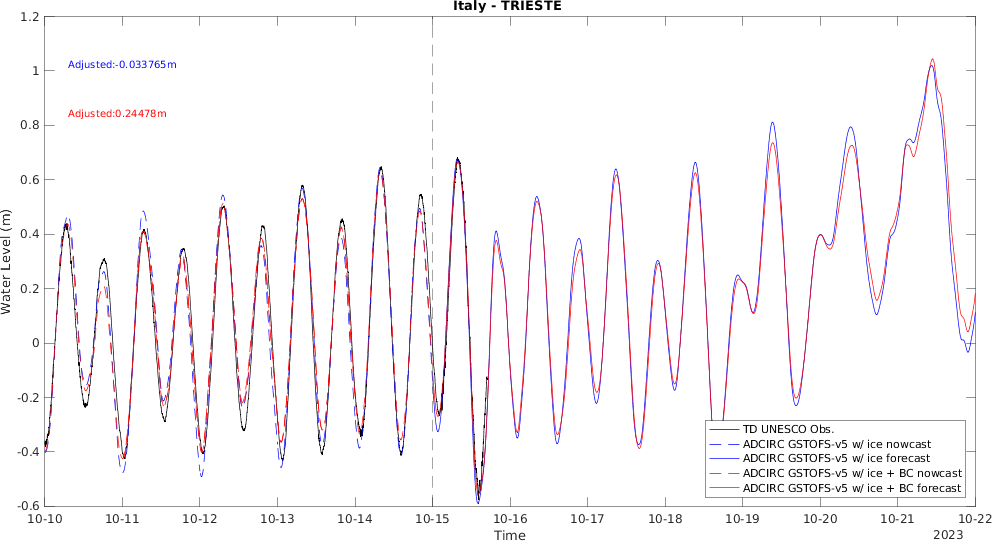 Italy - TRIESTE
1.2
1
0.8
0.6
0.4
0.2
0
-0.2
-0.4
-0.6
Water Level (m)
Adjusted:-0.033765m
Adjusted:0.24478m
TD UNESCO Obs.
ADCIRC GSTOFS-v5 w/ ice nowcast
ADCIRC GSTOFS-v5 w/ ice forecast
ADCIRC GSTOFS-v5 w/ ice + BC nowcast
ADCIRC GSTOFS-v5 w/ ice + BC forecast
10-10 10-11 10-12 10-13 10-14 10-15 10-16 10-17 10-18 10-19 10-20 10-21 10-22
Time
2023